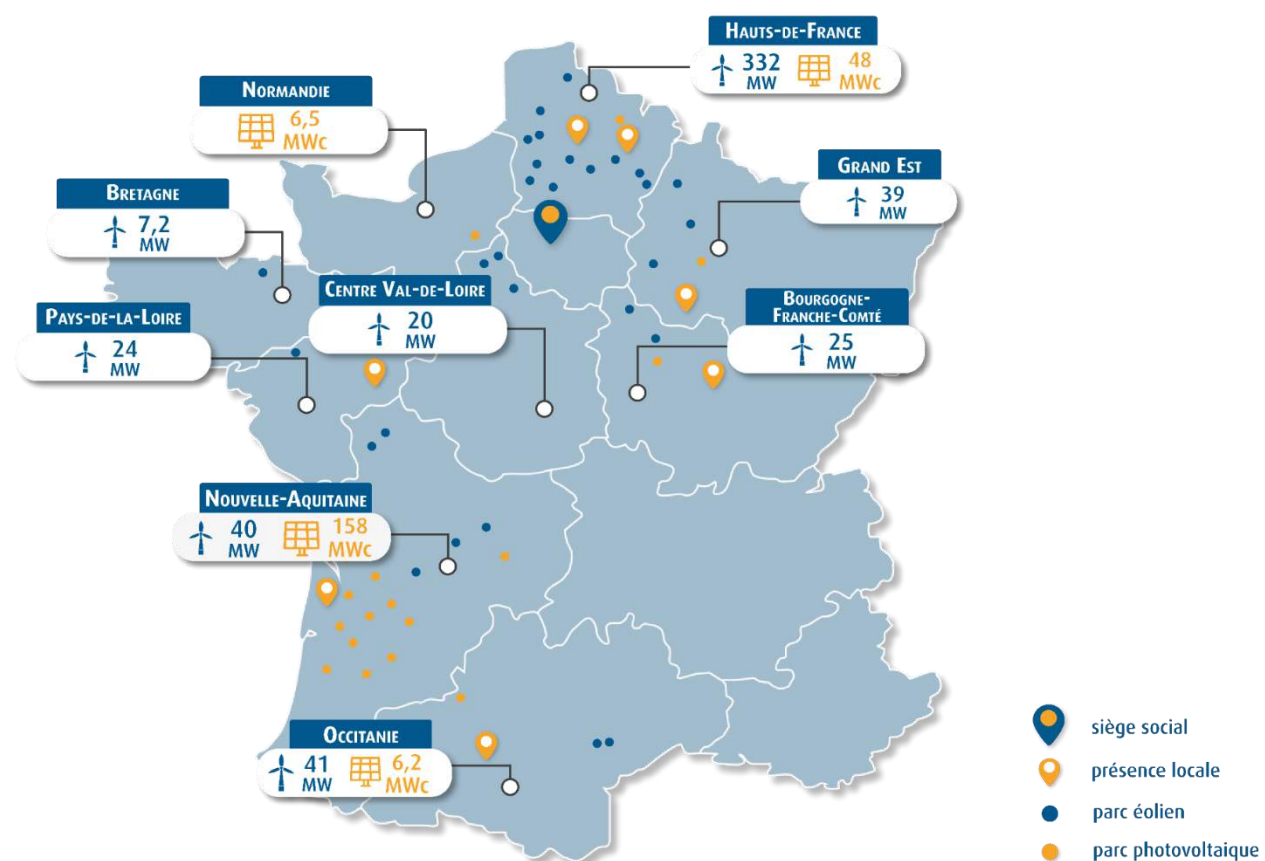 HAUTS-DE-FRANCE
332
MW
48
MWc
NORMANDIE
6,5
MWc
GRAND EST
39
MW
BRETAGNE
7,2
MW
CENTRE VAL-DE-LOIRE
20
MW
BOURGOGNE-
FRANCHE-COMTÉ
25
MW
PAYS-DE-LA-LOIRE
24
MW
NOUVELLE-AQUITAINE
40
MW
158
MWc
OCCITANIE
41
MW
6,2
MWc
siège social
présence locale
parc éolien
parc photovoltaique